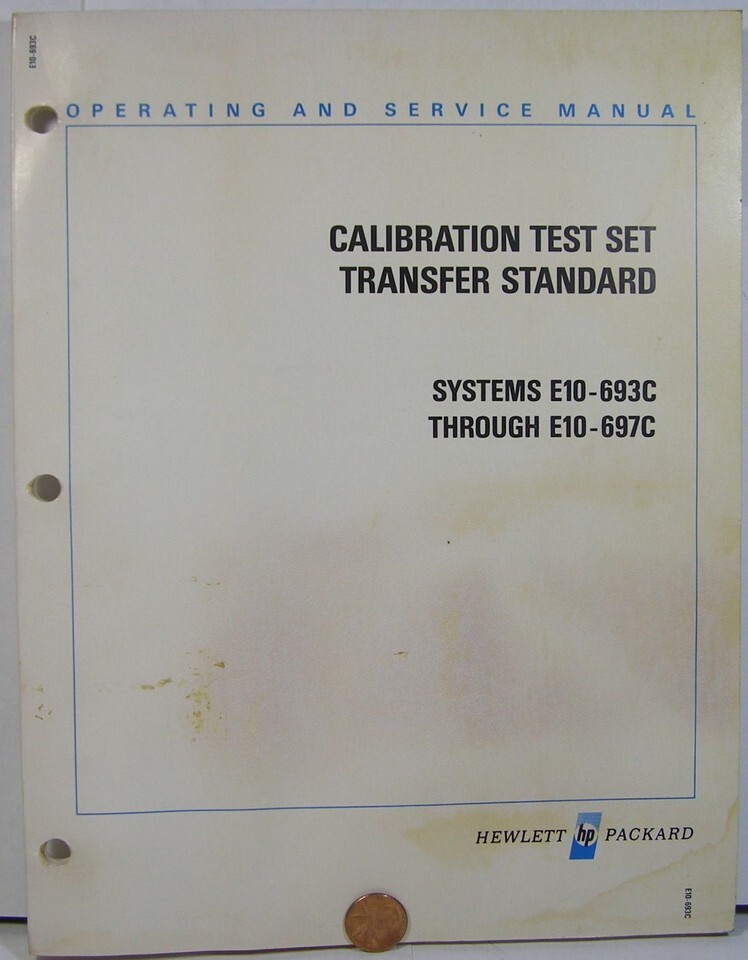 E10-693C
OPERATING AND SERVICE MANUAL
CALIBRATION TEST SET
TRANSFER STANDARD
SYSTEMS E10-693C
THROUGH E10-697C
HEWLETT hp PACKARD
E10-693C